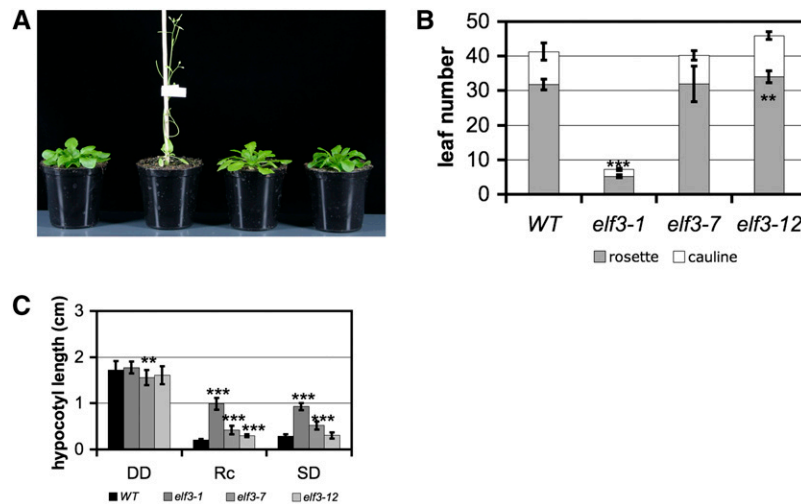 A
B
leaf number
50
40
30
20
10
0
***
**
WT elf3-1 elf3-7 elf3-12
rosette cauline
C
hypocotyl length (cm)
3
2
1
0
**
*** *** ***
*** ***
DD Rc SD
WT elf3-1 elf3-7 elf3-12